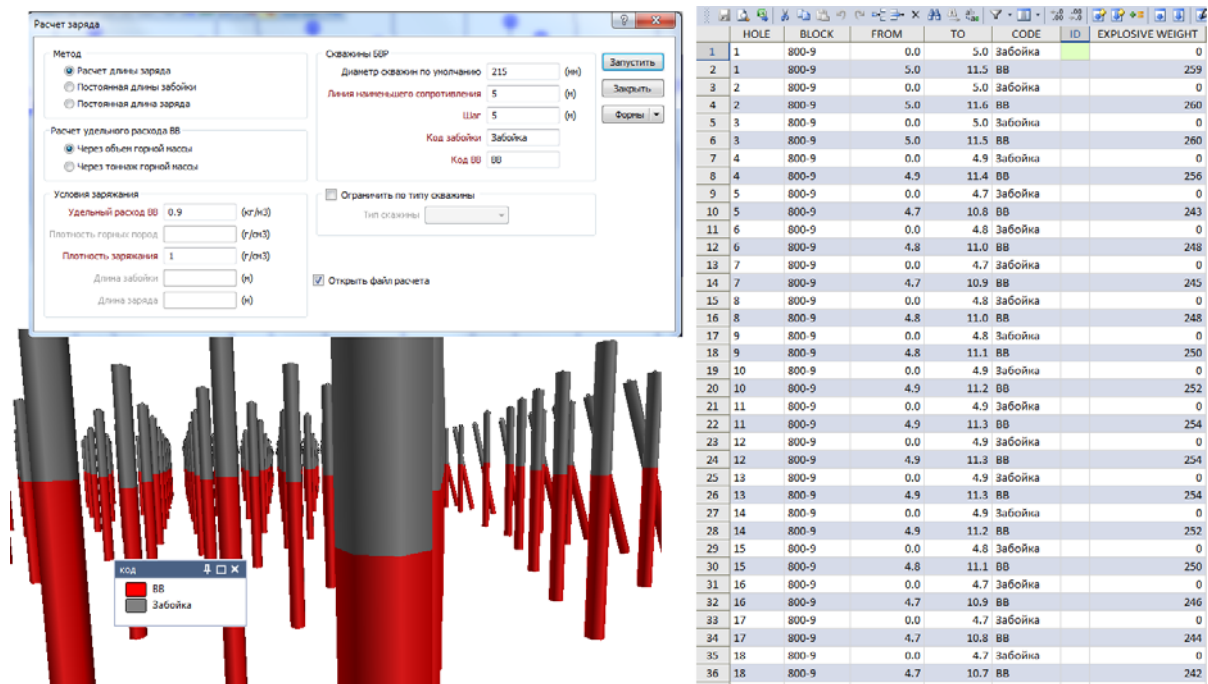 Расчет заряда
Метод
Расчет длины заряда
Постоянная длины забойки
Постоянная длина заряда
Расчет удельного расхода ВВ
Через объем горной массы
Через тоннаж горной массы
Условия заряжания
Удельный расход ВВ 0.9 (кг/м3)
Плотность горных пород (г/см3)
Плотность заряжания 1 (г/см3)
Длина забойки (м)
Длина заряда (м)
Скважины БВР
Диаметр скважин по умолчанию 215 (мм)
Линия наименьшего сопротивления 5 (м)
Шаг 5 (м)
Код забойки Забойка
Код ВВ ВВ
Ограничить по типу скважины
Тип скажины
Открыть файл расчета
Запустить
Закрыть
Формы
код
ВВ
Забойка
HOLE BLOCK FROM TO CODE ID EXPLOSIVE WEIGHT
1 1 800-9 0.0 5.0 Забойка 0
2 1 800-9 5.0 11.5 ВВ 259
3 2 800-9 0.0 5.0 Забойка 0
4 2 800-9 5.0 11.6 ВВ 260
5 3 800-9 0.0 5.0 Забойка 0
6 3 800-9 5.0 11.5 ВВ 260
7 4 800-9 0.0 4.9 Забойка 0
8 4 800-9 4.9 11.4 ВВ 256
9 5 800-9 0.0 4.7 Забойка 0
10 5 800-9 4.7 10.8 ВВ 243
11 6 800-9 0.0 4.8 Забойка 0
12 6 800-9 4.8 11.0 ВВ 248
13 7 800-9 0.0 4.7 Забойка 0
14 7 800-9 4.7 10.9 ВВ 245
15 8 800-9 0.0 4.8 Забойка 0
16 8 800-9 4.8 11.0 ВВ 248
17 9 800-9 0.0 4.8 Забойка 0
18 9 800-9 4.8 11.1 ВВ 250
19 10 800-9 0.0 4.9 Забойка 0
20 10 800-9 4.9 11.2 ВВ 252
21 11 800-9 0.0 4.9 Забойка 0
22 11 800-9 4.9 11.3 ВВ 254
23 12 800-9 0.0 4.9 Забойка 0
24 12 800-9 4.9 11.3 ВВ 254
25 13 800-9 0.0 4.9 Забойка 0
26 13 800-9 4.9 11.3 ВВ 254
27 14 800-9 0.0 4.9 Забойка 0
28 14 800-9 4.9 11.2 ВВ 252
29 15 800-9 0.0 4.8 Забойка 0
30 15 800-9 4.8 11.1 ВВ 250
31 16 800-9 0.0 4.7 Забойка 0
32 16 800-9 4.7 10.9 ВВ 246
33 17 800-9 0.0 4.7 Забойка 0
34 17 800-9 4.7 10.8 ВВ 244
35 18 800-9 0.0 4.7 Забойка 0
36 18 800-9 4.7 10.7 ВВ 242